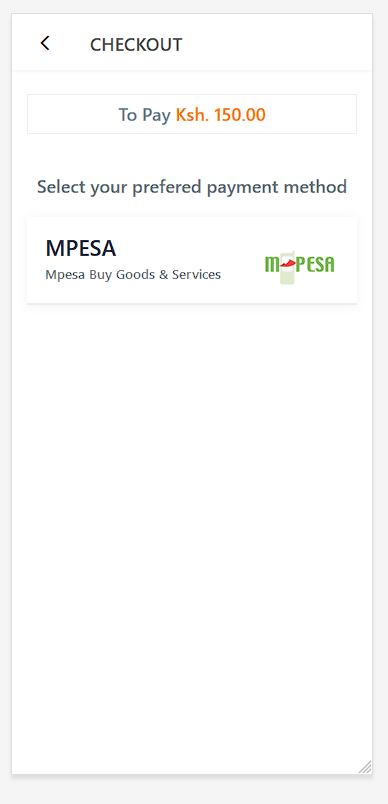 CHECKOUT
To Pay Ksh. 150.00
Select your prefered payment method
MPESA
Mpesa Buy Goods & Services
M PESA